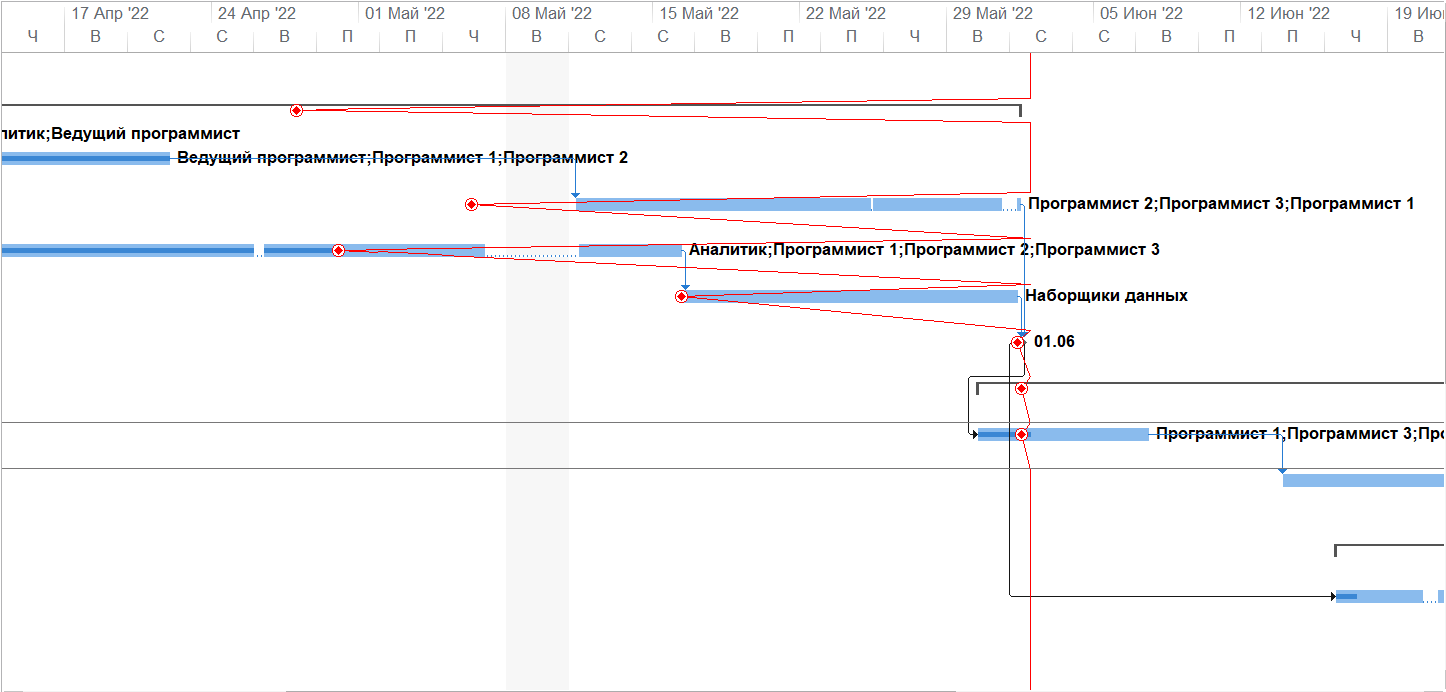 17 Апр '22 24 Апр '22 01 Май '22 08 Май '22 15 Май '22 22 Май '22 29 Май '22 05 Июн '22 12 Июн '22 19 Ию
Ч В С С В П П Ч В С С В П П Ч В С С В П П Ч В
литик;Ведущий программист
Ведущий программист;Программист 1;Программист 2
Программист 2;Программист 3;Программист 1
Аналитик;Программист 1;Программист 2;Программист 3
Наборщики данных
01.06
Программист 1;Программист 3;Про